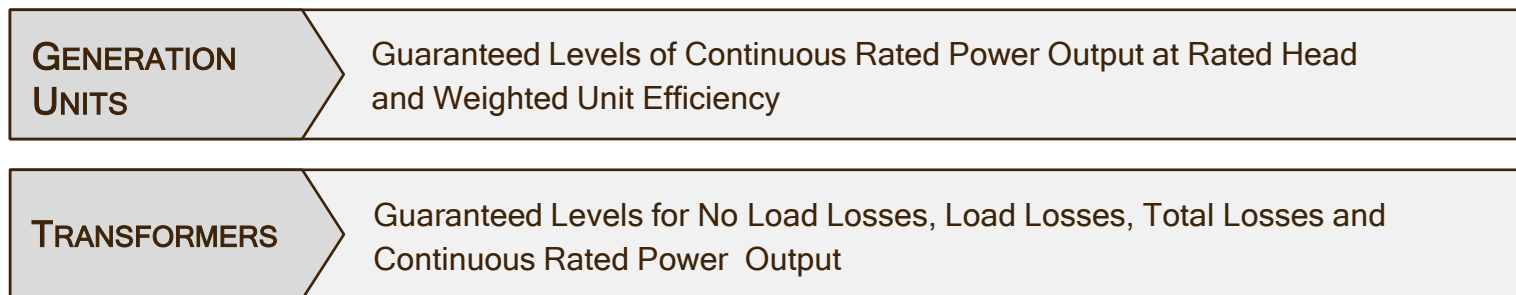 GENERATION
UNITS
Guaranteed Levels of Continuous Rated Power Output at Rated Head
and Weighted Unit Efficiency
TRANSFORMERS
Guaranteed Levels for No Load Losses, Load Losses, Total Losses and
Continuous Rated Power  Output